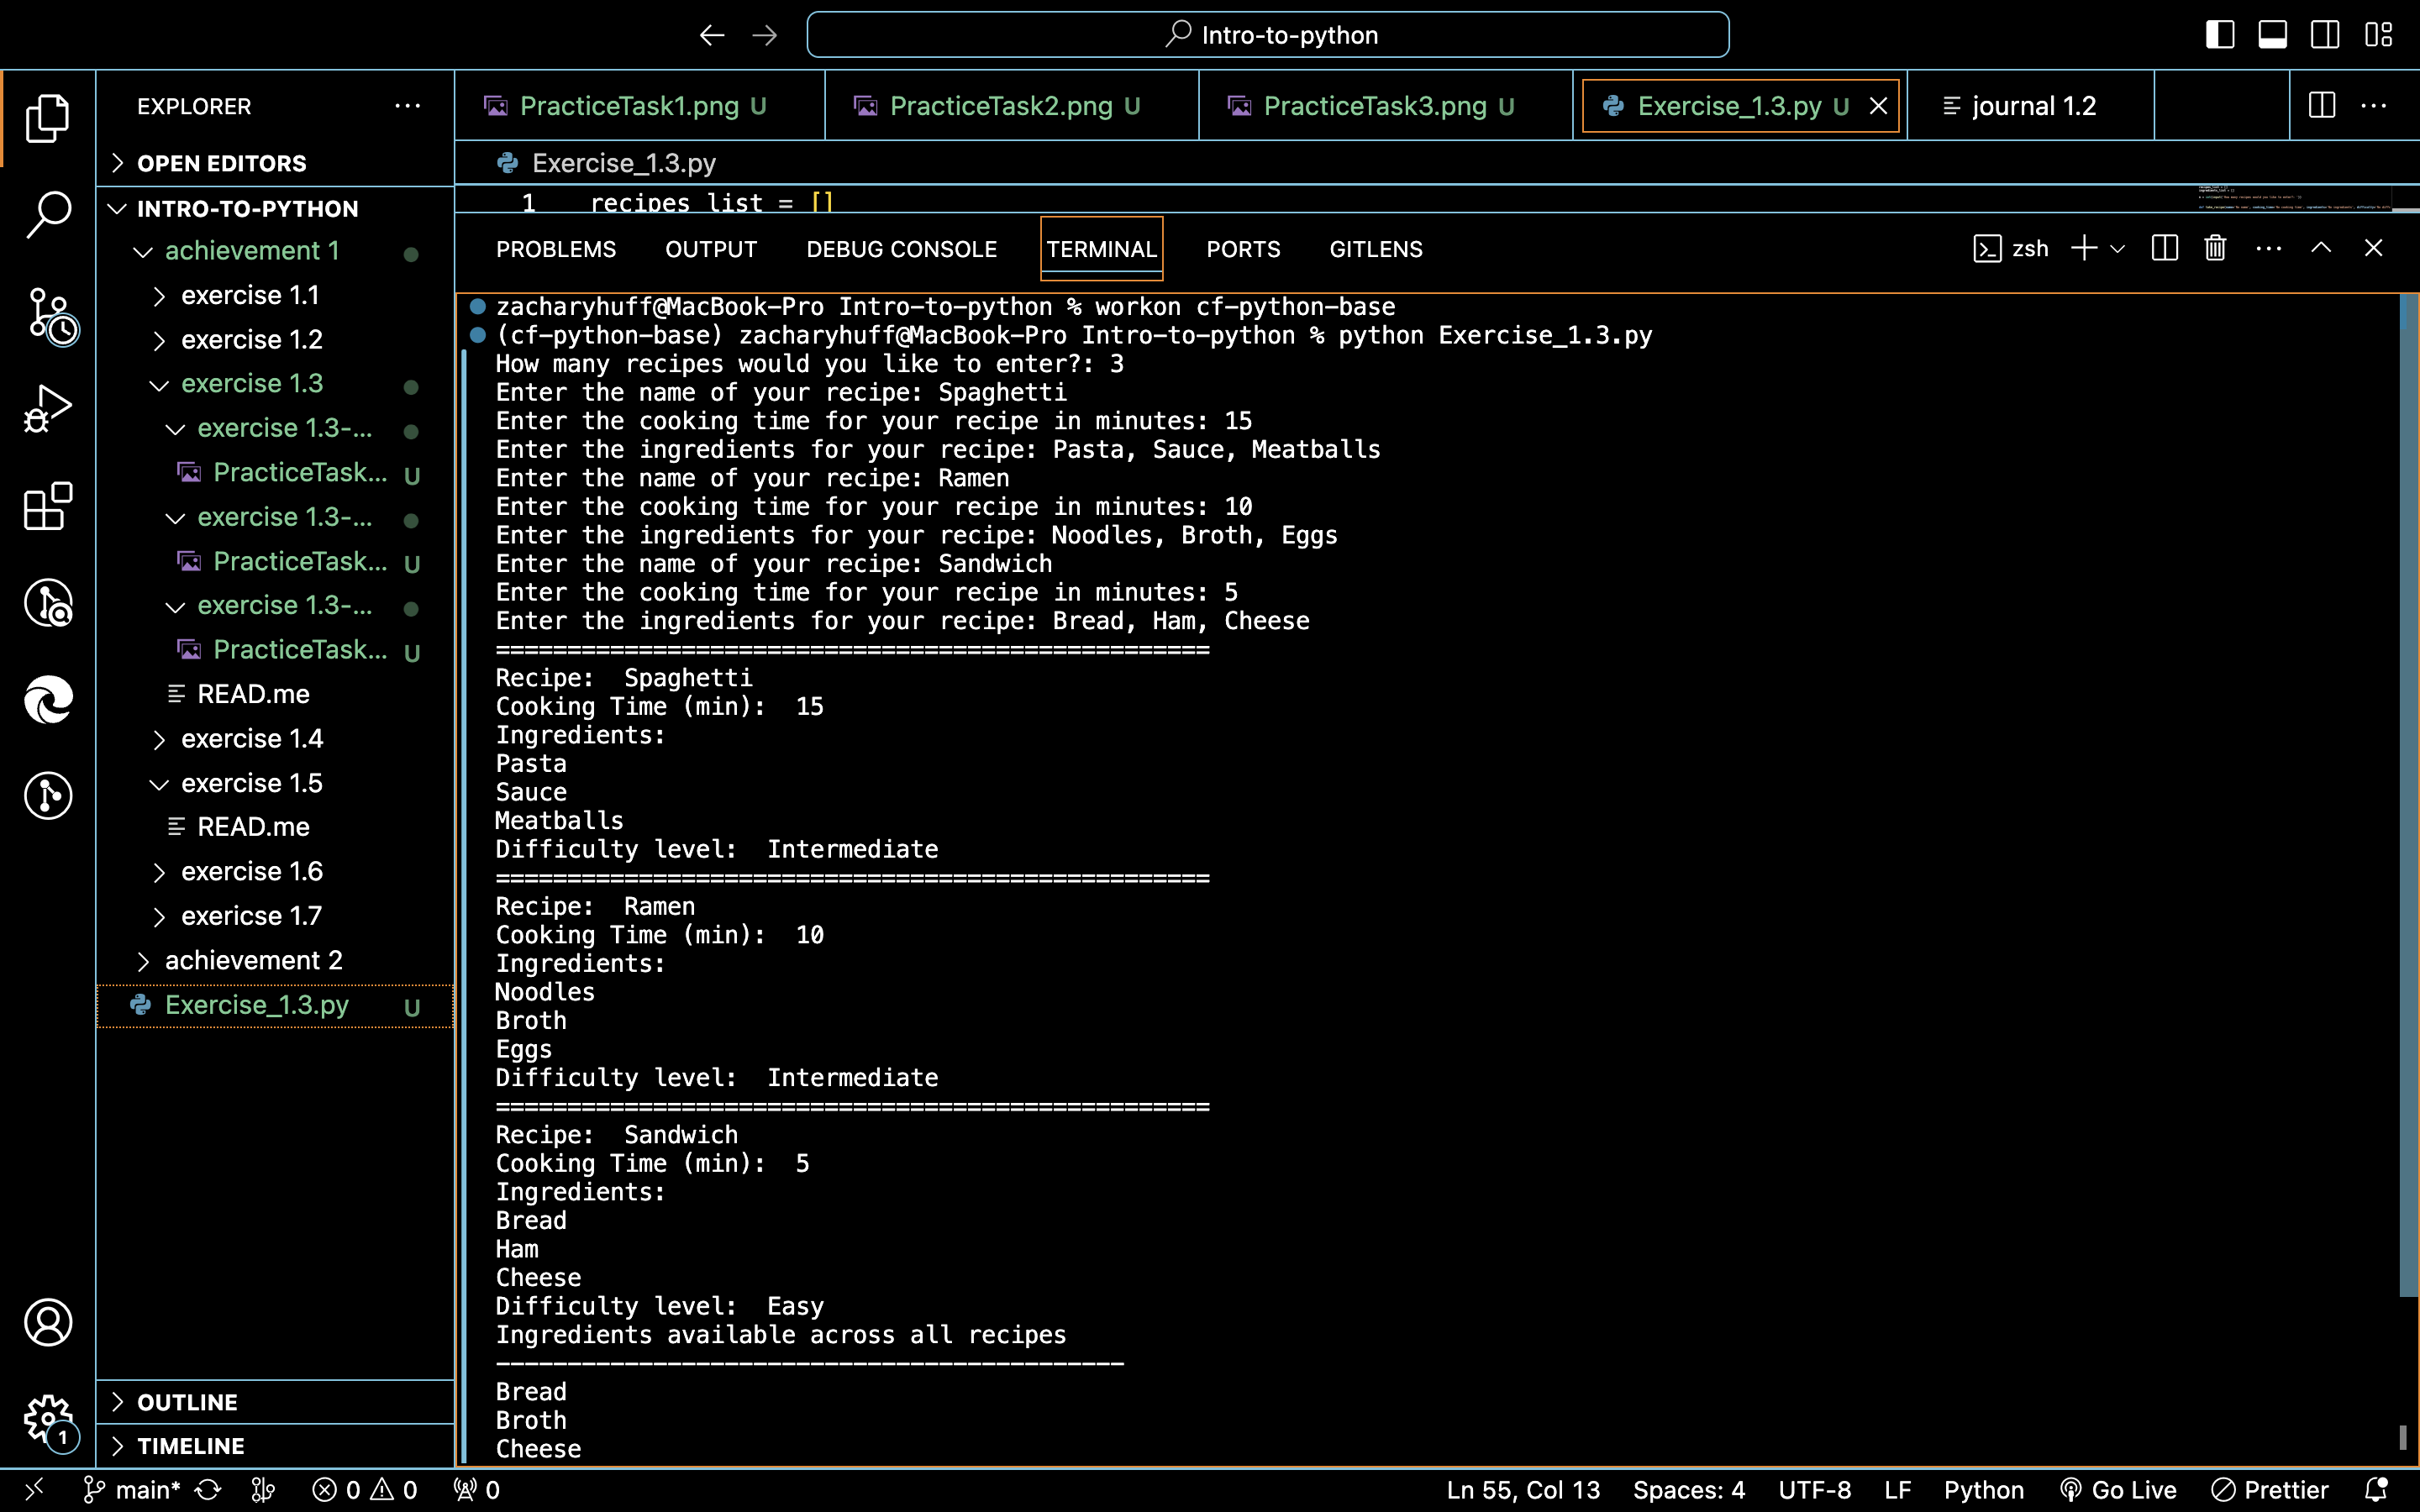 Intro-to-python
EXPLORER
OPEN EDITORS
INTRO-TO-PYTHON
achievement 1
exercise 1.1
exercise 1.2
exercise 1.3
exercise 1.3-...
PracticeTask... U
exercise 1.3-...
PracticeTask... U
exercise 1.3-...
PracticeTask... U
READ.me
exercise 1.4
exercise 1.5
READ.me
exercise 1.6
exericse 1.7
achievement 2
Exercise_1.3.py U
OUTLINE
TIMELINE
PracticeTask1.png U
PracticeTask2.png U
PracticeTask3.png U
Exercise_1.3.py U
journal 1.2
Exercise_1.3.py
1 recipes_list = []
PROBLEMS OUTPUT DEBUG CONSOLE TERMINAL PORTS GITLENS
zsh
zacharyhuff@MacBook-Pro Intro-to-python % workon cf-python-base
(cf-python-base) zacharyhuff@MacBook-Pro Intro-to-python % python Exercise_1.3.py
How many recipes would you like to enter?: 3
Enter the name of your recipe: Spaghetti
Enter the cooking time for your recipe in minutes: 15
Enter the ingredients for your recipe: Pasta, Sauce, Meatballs
Enter the name of your recipe: Ramen
Enter the cooking time for your recipe in minutes: 10
Enter the ingredients for your recipe: Noodles, Broth, Eggs
Enter the name of your recipe: Sandwich
Enter the cooking time for your recipe in minutes: 5
Enter the ingredients for your recipe: Bread, Ham, Cheese
==================================================
Recipe:  Spaghetti
Cooking Time (min):  15
Ingredients:
Pasta
Sauce
Meatballs
Difficulty level:  Intermediate
==================================================
Recipe:  Ramen
Cooking Time (min):  10
Ingredients:
Noodles
Broth
Eggs
Difficulty level:  Intermediate
==================================================
Recipe:  Sandwich
Cooking Time (min):  5
Ingredients:
Bread
Ham
Cheese
Difficulty level:  Easy
Ingredients available across all recipes
--------------------------------------------
Bread
Broth
Cheese
1
main* 0 0 0
Ln 55, Col 13 Spaces: 4 UTF-8 LF Python Go Live Prettier